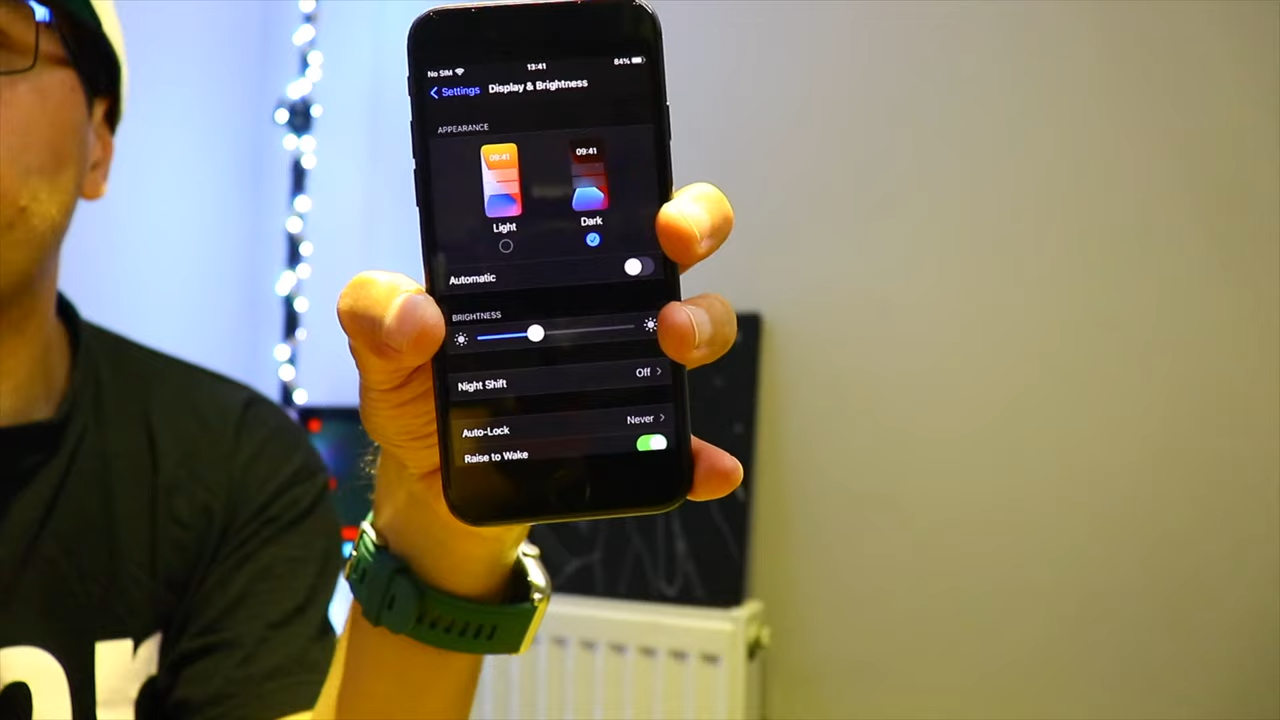 No SIM 13:41 84%
Settings Display & Brightness
APPEARANCE
09:41 09:41
Light Dark
Automatic
BRIGHTNESS
Night Shift Off
Auto-Lock Never
Raise to Wake